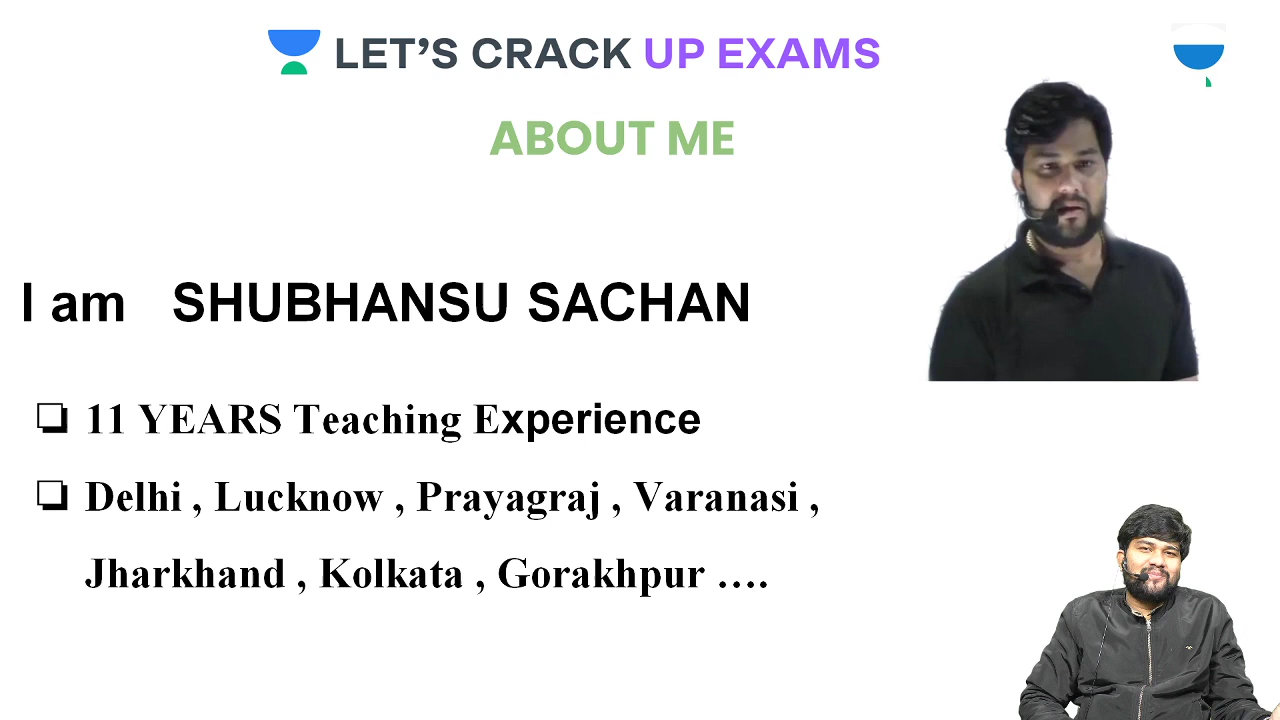 LET’S CRACK UP EXAMS
ABOUT ME
I am SHUBHANSU SACHAN
❏ 11 YEARS Teaching Experience
❏ Delhi , Lucknow , Prayagraj , Varanasi ,
Jharkhand , Kolkata , Gorakhpur ….